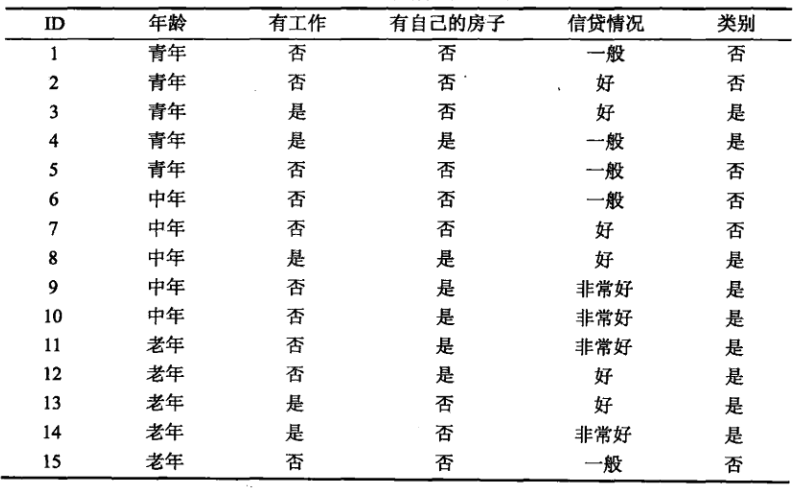 ID 年龄 有工作 有自己的房子 信贷情况 类别
1 青年 否 否 一般 否
2 青年 否 否 好 否
3 青年 是 否 好 是
4 青年 是 是 一般 是
5 青年 否 否 一般 否
6 中年 否 否 一般 否
7 中年 否 否 好 否
8 中年 是 是 好 是
9 中年 否 是 非常好 是
10 中年 否 是 非常好 是
11 老年 否 是 非常好 是
12 老年 否 是 好 是
13 老年 是 否 好 是
14 老年 是 否 非常好 是
15 老年 否 否 一般 否